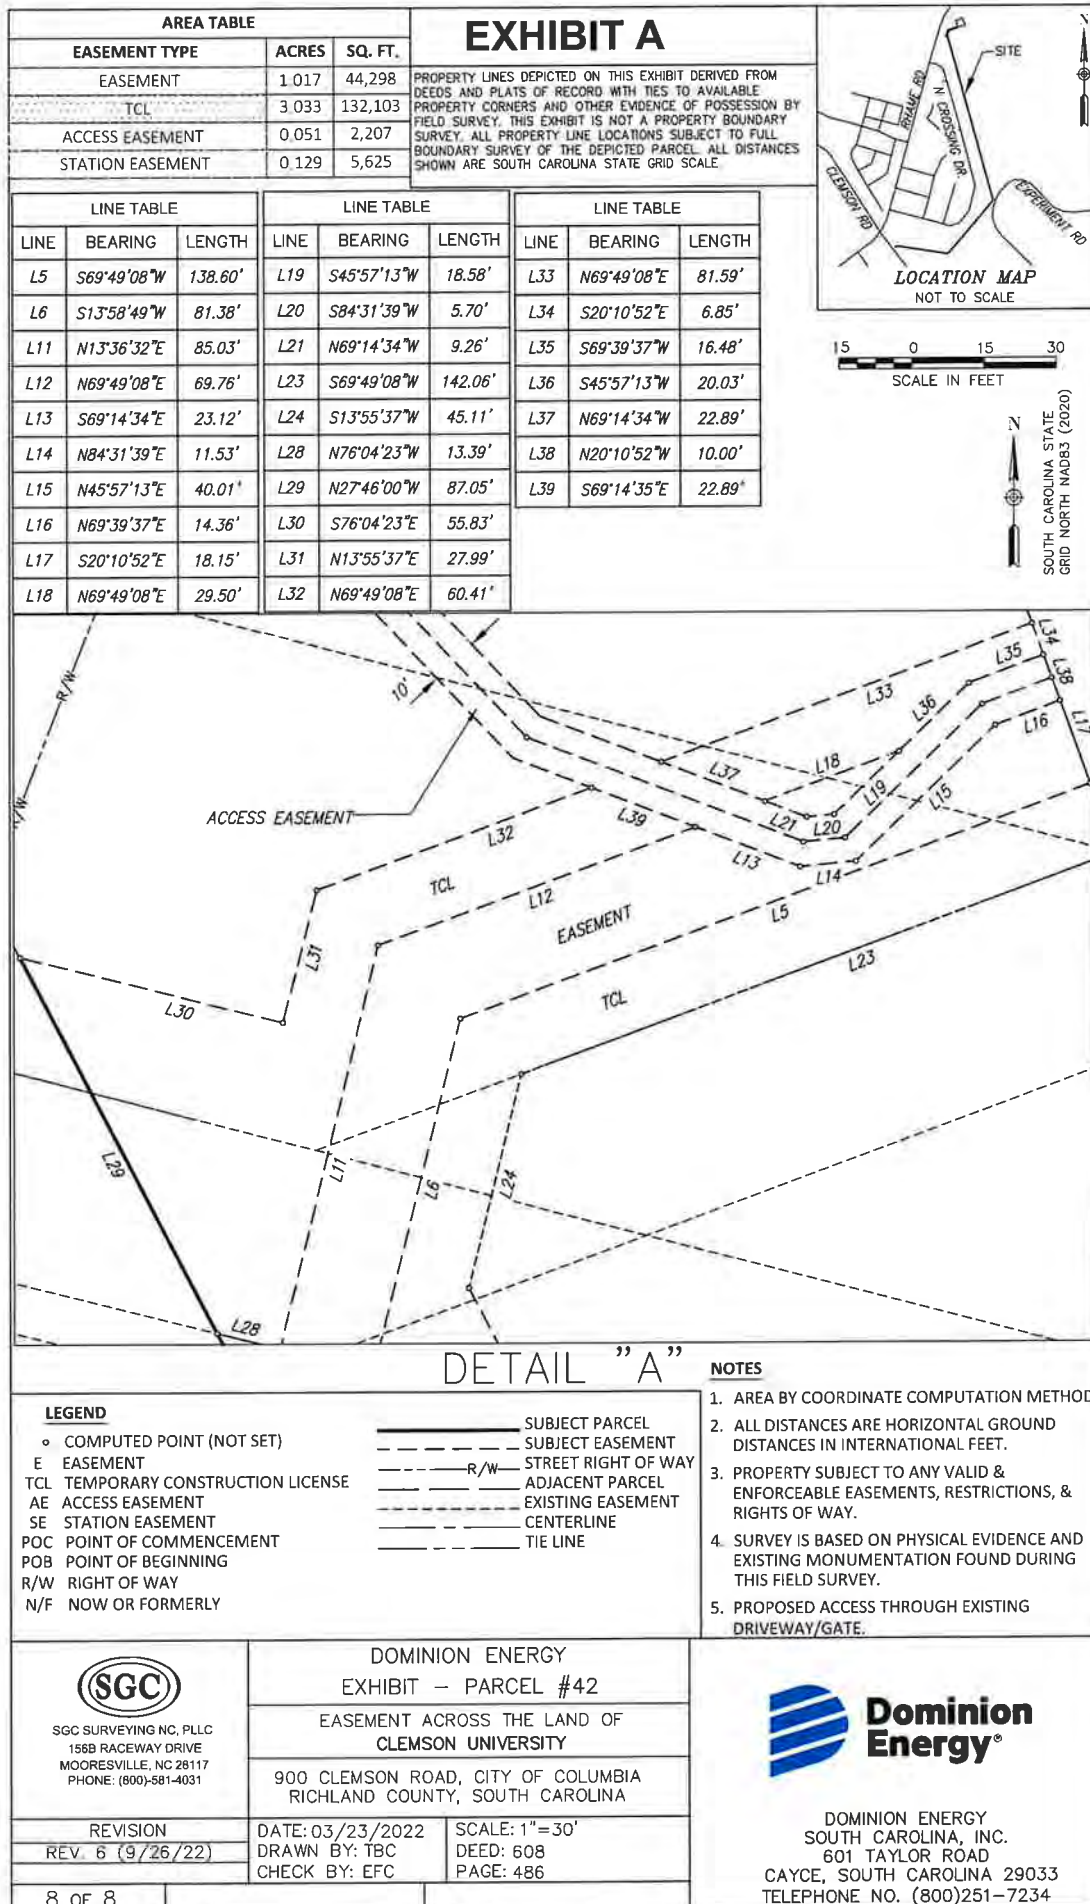 AREA TABLE
EASEMENT TYPE ACRES SQ. FT.
EASEMENT 1.017 44,298
TCL 3.033 132,103
ACCESS EASEMENT 0.051 2,207
STATION EASEMENT 0.129 5,625
EXHIBIT A
PROPERTY LINES DEPICTED ON THIS EXHIBIT DERIVED FROM
DEEDS AND PLATS OF RECORD WITH TIES TO AVAILABLE
PROPERTY CORNERS AND OTHER EVIDENCE OF POSSESSION BY
FIELD SURVEY. THIS EXHIBIT IS NOT A PROPERTY BOUNDARY
SURVEY. ALL PROPERTY LINE LOCATIONS SUBJECT TO FULL
BOUNDARY SURVEY OF THE DEPICTED PARCEL. ALL DISTANCES
SHOWN ARE SOUTH CAROLINA STATE GRID SCALE
N
SITE
RHAME RD
N. CROSSING DR.
CLEMSON RD
EXPERIMENT RD
LOCATION MAP
NOT TO SCALE
LINE TABLE
LINE BEARING LENGTH
L5 S69°49'08"W 138.60'
L6 S13°58'49"W 81.38'
L11 N13°36'32"E 85.03'
L12 N69°49'08"E 69.76'
L13 S69°14'34"E 23.12'
L14 N84°31'39"E 11.53'
L15 N45°57'13"E 40.01'
L16 N69°39'37"E 14.36'
L17 S20°10'52"E 18.15'
L18 N69°49'08"E 29.50'
LINE TABLE
LINE BEARING LENGTH
L19 S45°57'13"W 18.58'
L20 S84°31'39"W 5.70'
L21 N69°14'34"W 9.26'
L23 S69°49'08"W 142.06'
L24 S13°55'37"W 45.11'
L28 N76°04'23"W 13.39'
L29 N27°46'00"W 87.05'
L30 S76°04'23"E 55.83'
L31 N13°55'37"E 27.99'
L32 N69°49'08"E 60.41'
LINE TABLE
LINE BEARING LENGTH
L33 N69°49'08"E 81.59'
L34 S20°10'52"E 6.85'
L35 S69°39'37"W 16.48'
L36 S45°57'13"W 20.03'
L37 N69°14'34"W 22.89'
L38 N20°10'52"W 10.00'
L39 S69°14'35"E 22.89'
15 0 15 30
SCALE IN FEET
N
SOUTH CAROLINA STATE
GRID NORTH NAD83 (2020)
R/W
R/W
10'
ACCESS EASEMENT
L34
L35
L38
L33
L36
L16
L17
L37
L18
L19
L15
L21
L20
L39
L32
L13
L14
TCL
L12
EASEMENT
L5
L31
L23
L30
TCL
L29
L11
L6
L24
L28
DETAIL "A"
LEGEND
COMPUTED POINT (NOT SET)
E EASEMENT
TCL TEMPORARY CONSTRUCTION LICENSE
AE ACCESS EASEMENT
SE STATION EASEMENT
POC POINT OF COMMENCEMENT
POB POINT OF BEGINNING
R/W RIGHT OF WAY
N/F NOW OR FORMERLY
SUBJECT PARCEL
SUBJECT EASEMENT
R/W STREET RIGHT OF WAY
ADJACENT PARCEL
EXISTING EASEMENT
CENTERLINE
TIE LINE
NOTES
1. AREA BY COORDINATE COMPUTATION METHOD
2. ALL DISTANCES ARE HORIZONTAL GROUND
DISTANCES IN INTERNATIONAL FEET.
3. PROPERTY SUBJECT TO ANY VALID &
ENFORCEABLE EASEMENTS, RESTRICTIONS, &
RIGHTS OF WAY.
4. SURVEY IS BASED ON PHYSICAL EVIDENCE AND
EXISTING MONUMENTATION FOUND DURING
THIS FIELD SURVEY.
5. PROPOSED ACCESS THROUGH EXISTING
DRIVEWAY/GATE.
SGC
SGC SURVEYING NC, PLLC
156B RACEWAY DRIVE
MOORESVILLE, NC 28117
PHONE: (800)-581-4031
DOMINION ENERGY
EXHIBIT – PARCEL #42
EASEMENT ACROSS THE LAND OF
CLEMSON UNIVERSITY
900 CLEMSON ROAD, CITY OF COLUMBIA
RICHLAND COUNTY, SOUTH CAROLINA
REVISION
REV. 6 (9/26/22)
8 OF 8
DATE: 03/23/2022
DRAWN BY: TBC
CHECK BY: EFC
SCALE: 1"=30'
DEED: 608
PAGE: 486
Dominion
Energy®
DOMINION ENERGY
SOUTH CAROLINA, INC.
601 TAYLOR ROAD
CAYCE, SOUTH CAROLINA 29033
TELEPHONE NO. (800)251-7234